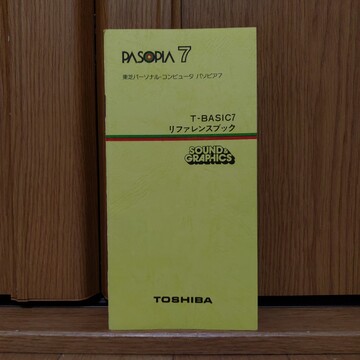 PASOPIA 7
東芝パーソナル・コンピュータ パソピア7
T-BASIC7
リファレンスブック
SOUND &
GRAPHICS
TOSHIBA